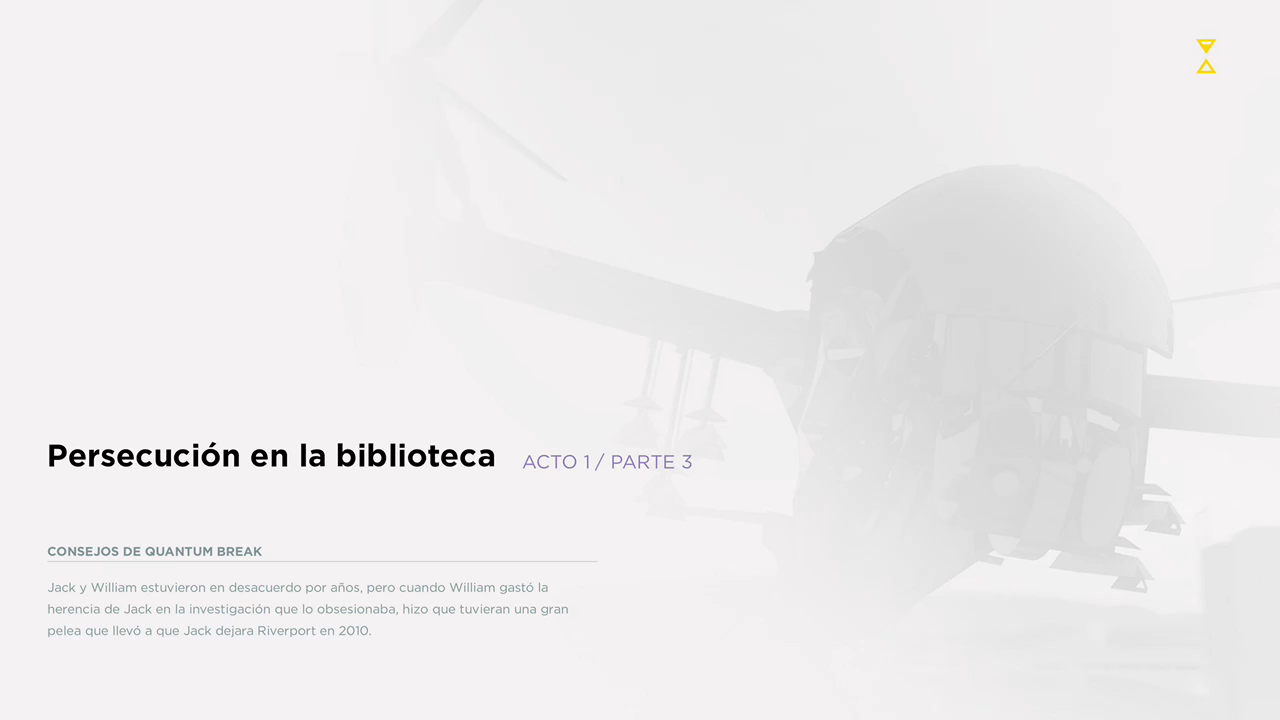 Persecución en la biblioteca ACTO 1 / PARTE 3
CONSEJOS DE QUANTUM BREAK
Jack y William estuvieron en desacuerdo por años, pero cuando William gastó la
herencia de Jack en la investigación que lo obsesionaba, hizo que tuvieran una gran
pelea que llevó a que Jack dejara Riverport en 2010.